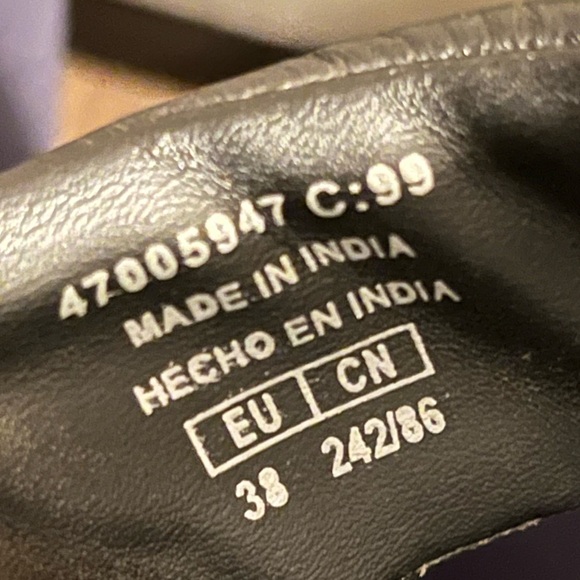 47005947 C:99
MADE IN INDIA
HECHO EN INDIA
EU CN
38 242/86